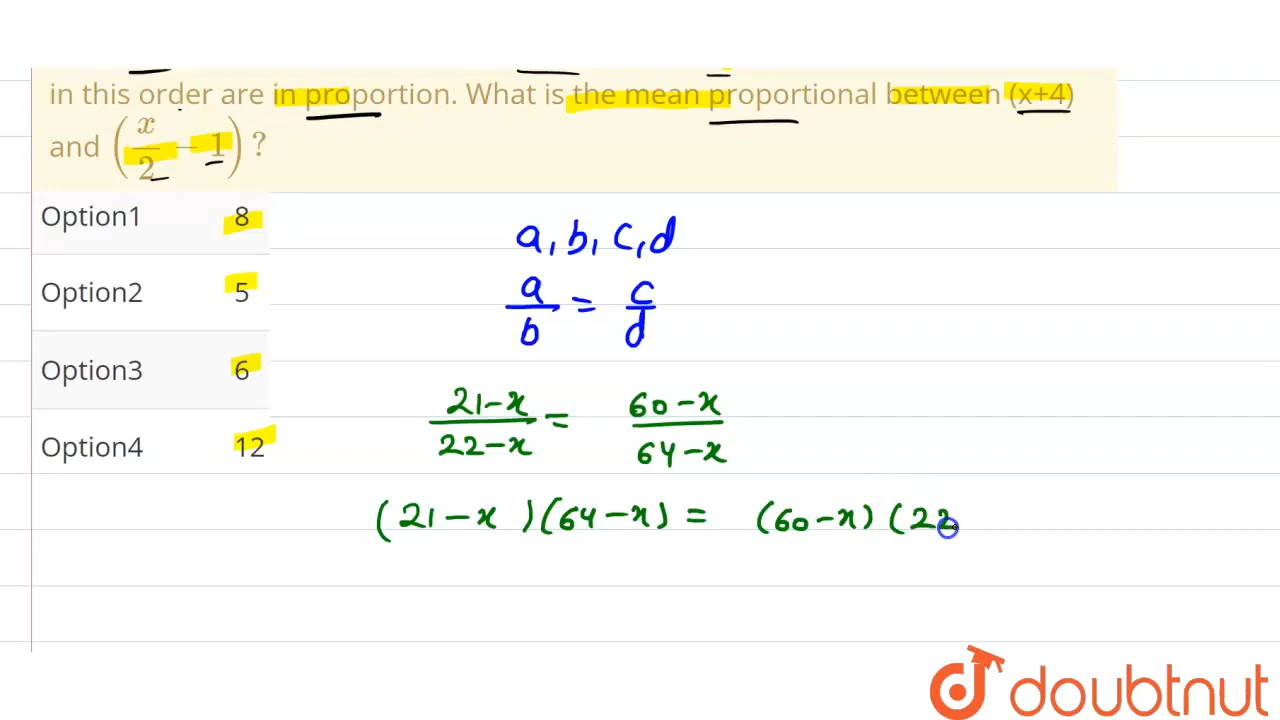 in this order are in proportion. What is the mean proportional between (x+4)
and (x/2 − 1) ?
Option1 8
Option2 5
Option3 6
Option4 12
a, b, c, d
a/b = c/d
21-x/22-x = 60-x/64-x
(21-x)(64-x) = (60-x)(22
doubtnut